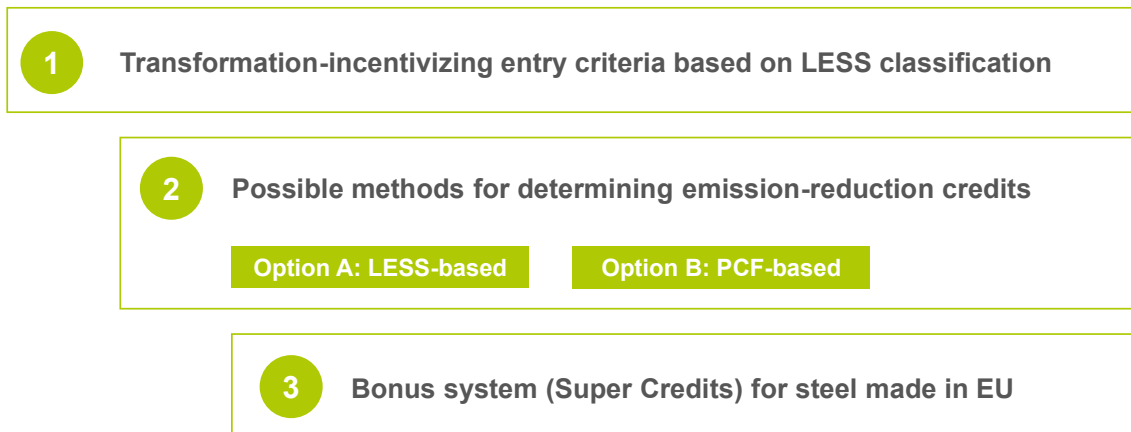 1
Transformation-incentivizing entry criteria based on LESS classification
2
Possible methods for determining emission-reduction credits
Option A: LESS-based
Option B: PCF-based
3
Bonus system (Super Credits) for steel made in EU